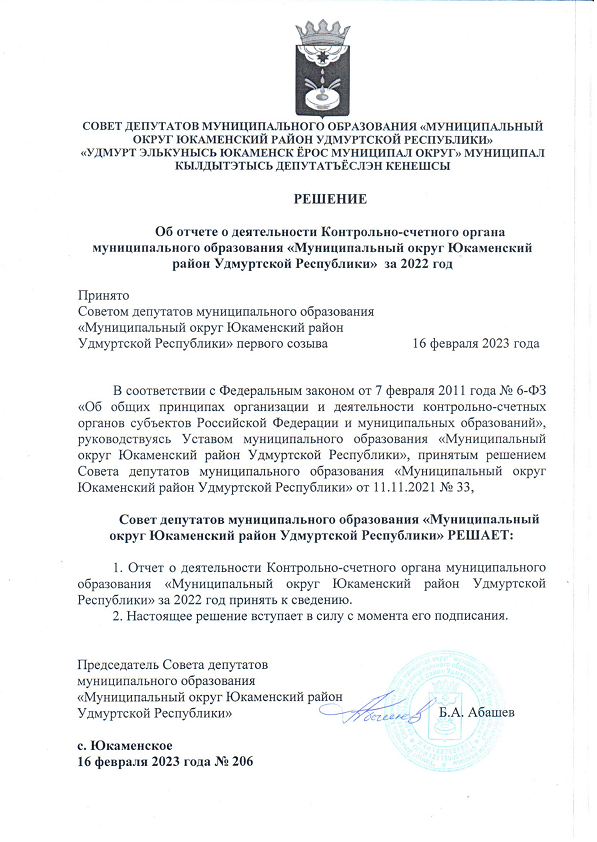 СОВЕТ ДЕПУТАТОВ МУНИЦИПАЛЬНОГО ОБРАЗОВАНИЯ «МУНИЦИПАЛЬНЫЙ
ОКРУГ ЮКАМЕНСКИЙ РАЙОН УДМУРТСКОЙ РЕСПУБЛИКИ»
«УДМУРТ ЭЛЬКУНЫСЬ ЮКАМЕНСК ЁРОС МУНИЦИПАЛ ОКРУГ» МУНИЦИПАЛ
КЫЛДЫТЭТЫСЬ ДЕПУТАТЪЁСЛЭН КЕНЕШСЫ
РЕШЕНИЕ
Об отчете о деятельности Контрольно-счетного органа
муниципального образования «Муниципальный округ Юкаменский
район Удмуртской Республики» за 2022 год
Принято
Советом депутатов муниципального образования
«Муниципальный округ Юкаменский район
Удмуртской Республики» первого созыва 16 февраля 2023 года
В соответствии с Федеральным законом от 7 февраля 2011 года № 6-ФЗ
«Об общих принципах организации и деятельности контрольно-счетных
органов субъектов Российской Федерации и муниципальных образований»,
руководствуясь Уставом муниципального образования «Муниципальный
округ Юкаменский район Удмуртской Республики», принятым решением
Совета депутатов муниципального образования «Муниципальный округ
Юкаменский район Удмуртской Республики» от 11.11.2021 № 33,
Совет депутатов муниципального образования «Муниципальный
округ Юкаменский район Удмуртской Республики» РЕШАЕТ:
1. Отчет о деятельности Контрольно-счетного органа муниципального
образования «Муниципальный округ Юкаменский район Удмуртской
Республики» за 2022 год принять к сведению.
2. Настоящее решение вступает в силу с момента его подписания.
Председатель Совета депутатов
муниципального образования
«Муниципальный округ Юкаменский район
Удмуртской Республики» Б.А. Абашев
с. Юкаменское
16 февраля 2023 года № 206